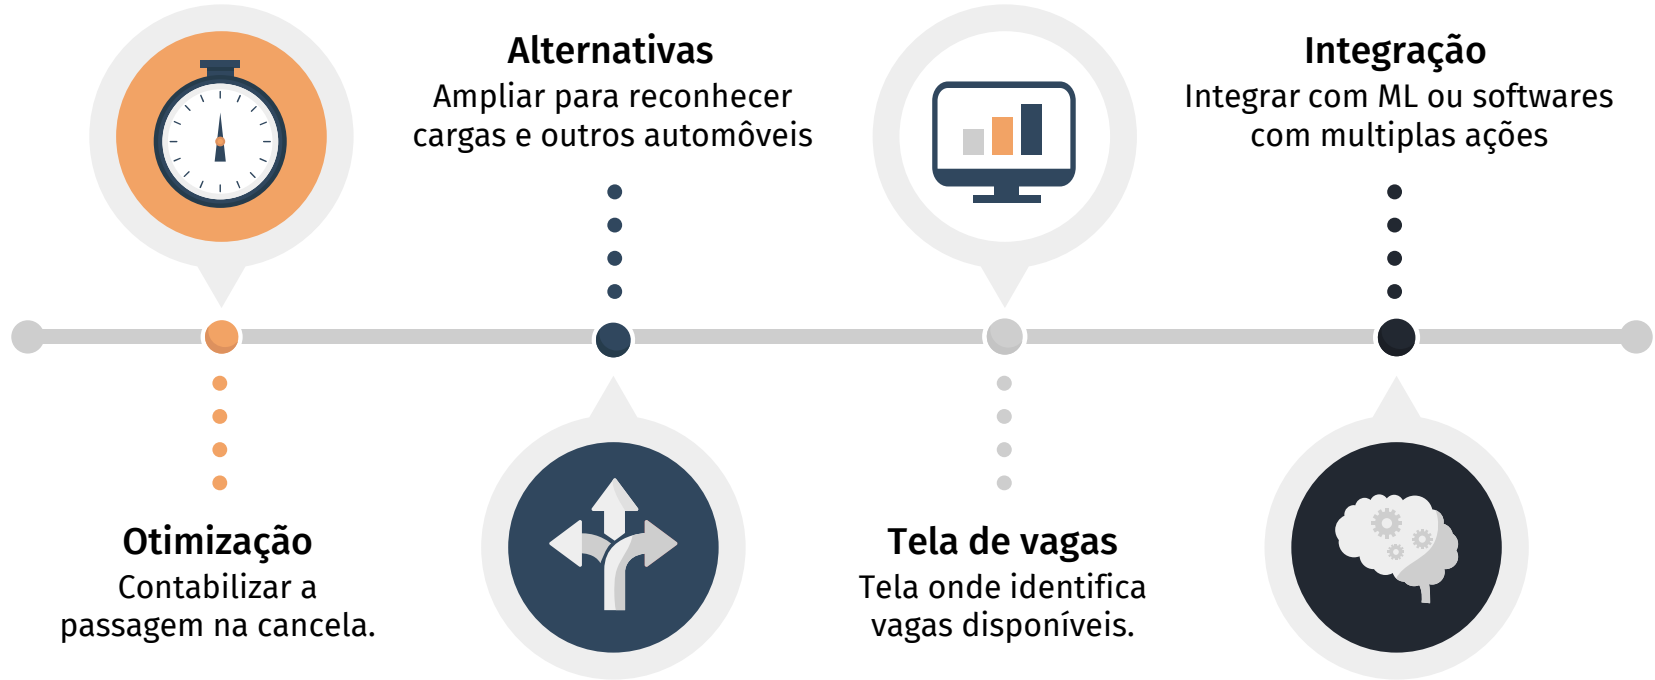 Otimização
Contabilizar a
passagem na cancela.
Alternativas
Ampliar para reconhecer
cargas e outros automôveis
Tela de vagas
Tela onde identifica
vagas disponíveis.
Integração
Integrar com ML ou softwares
com multiplas ações